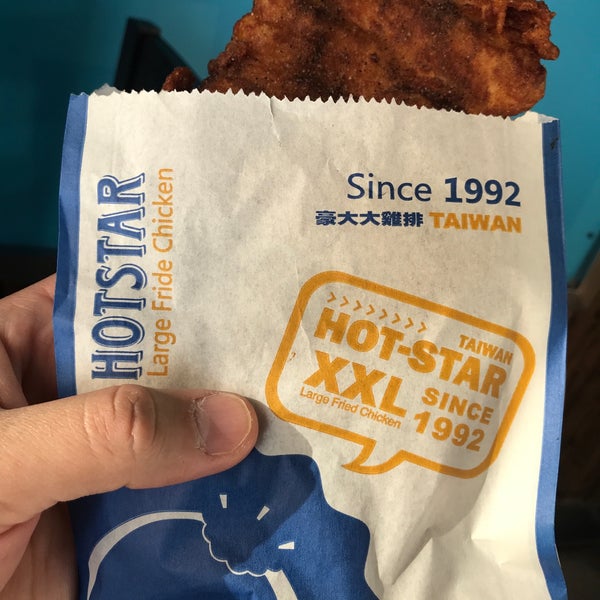 HOTSTAR
Large Fride Chicken
Since 1992
豪大大雞排 TAIWAN
>>>>>>>>> TAIWAN
HOT-STAR
XXL SINCE
Large Fried Chicken 1992